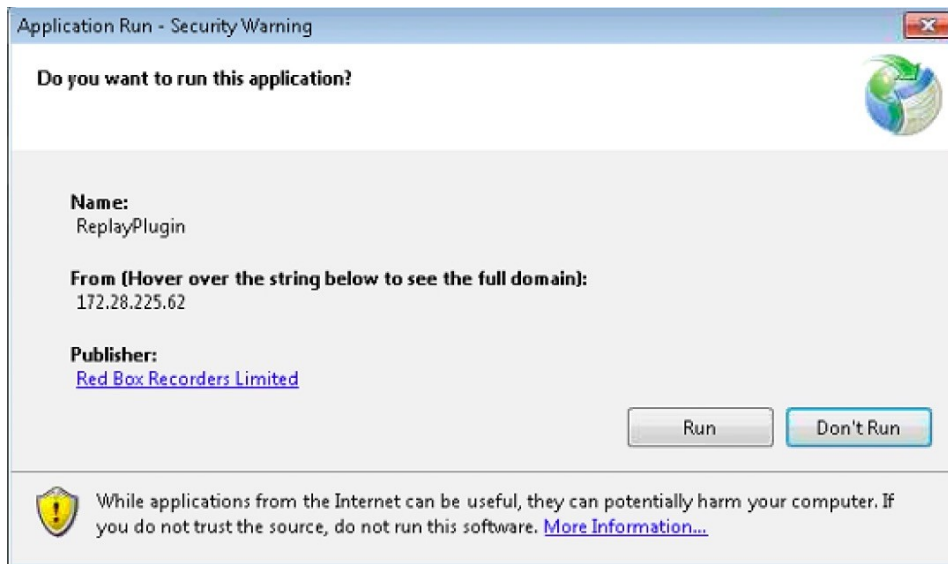 Application Run - Security Warning
Do you want to run this application?
Name:
ReplayPlugin
From (Hover over the string below to see the full domain):
172.28.225.62
Publisher:
Red Box Recorders Limited
Run
Don't Run
While applications from the Internet can be useful, they can potentially harm your computer. If
you do not trust the source, do not run this software. More Information...